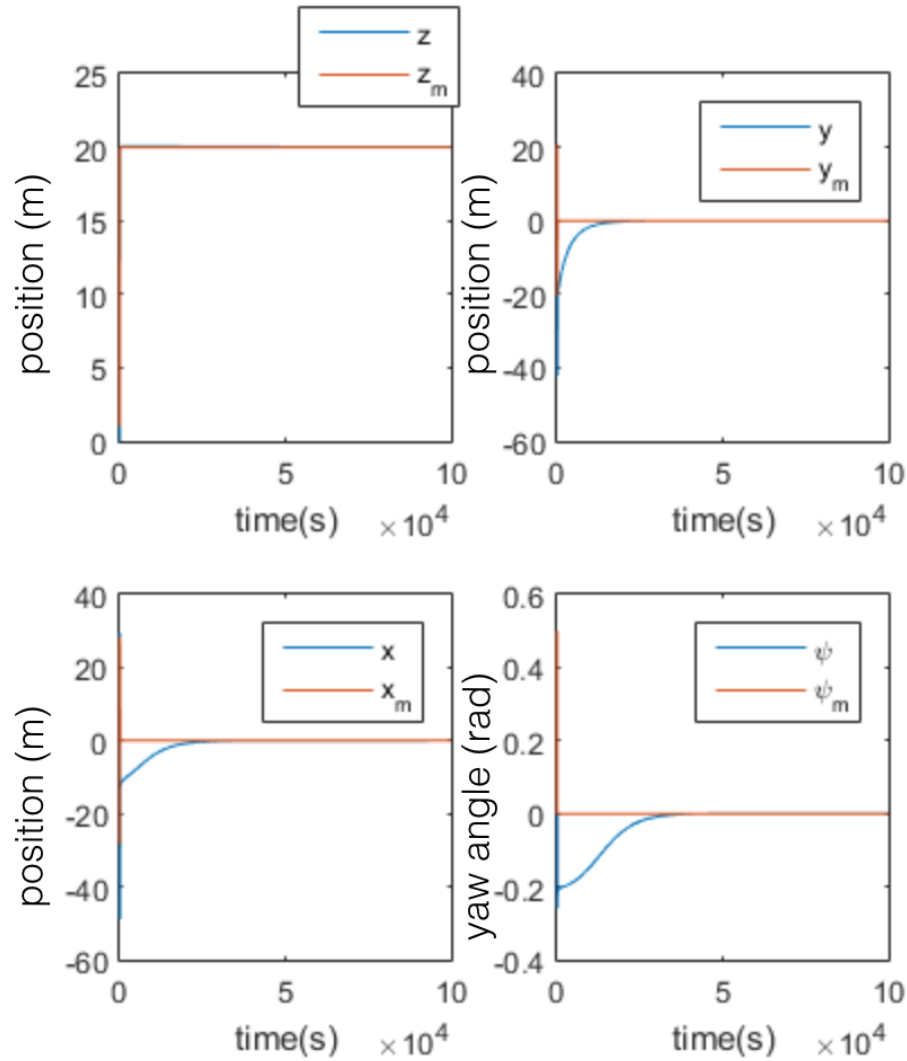 z
z_m
25
20
15
10
5
0
position (m)
0 5 10
time(s) ×10^4
y
y_m
40
20
0
-20
-40
-60
position (m)
0 5 10
time(s) ×10^4
x
x_m
40
20
0
-20
-40
-60
position (m)
0 5 10
time(s) ×10^4
ψ
ψ_m
0.6
0.4
0.2
0
-0.2
-0.4
yaw angle (rad)
0 5 10
time(s) ×10^4